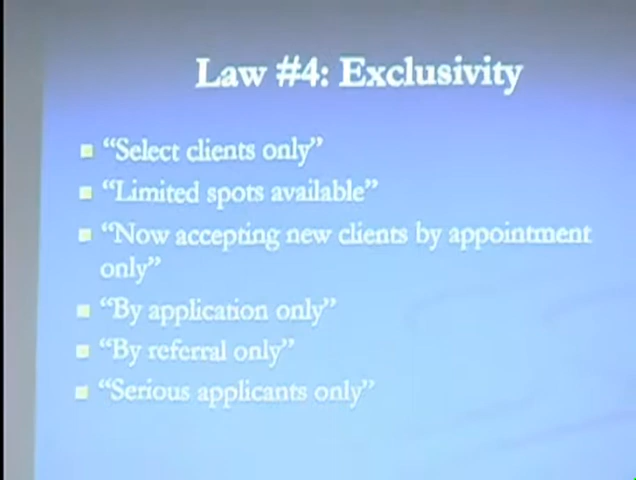 Law #4: Exclusivity
“Select clients only”
“Limited spots available”
“Now accepting new clients by appointment
only”
“By application only”
“By referral only”
“Serious applicants only”